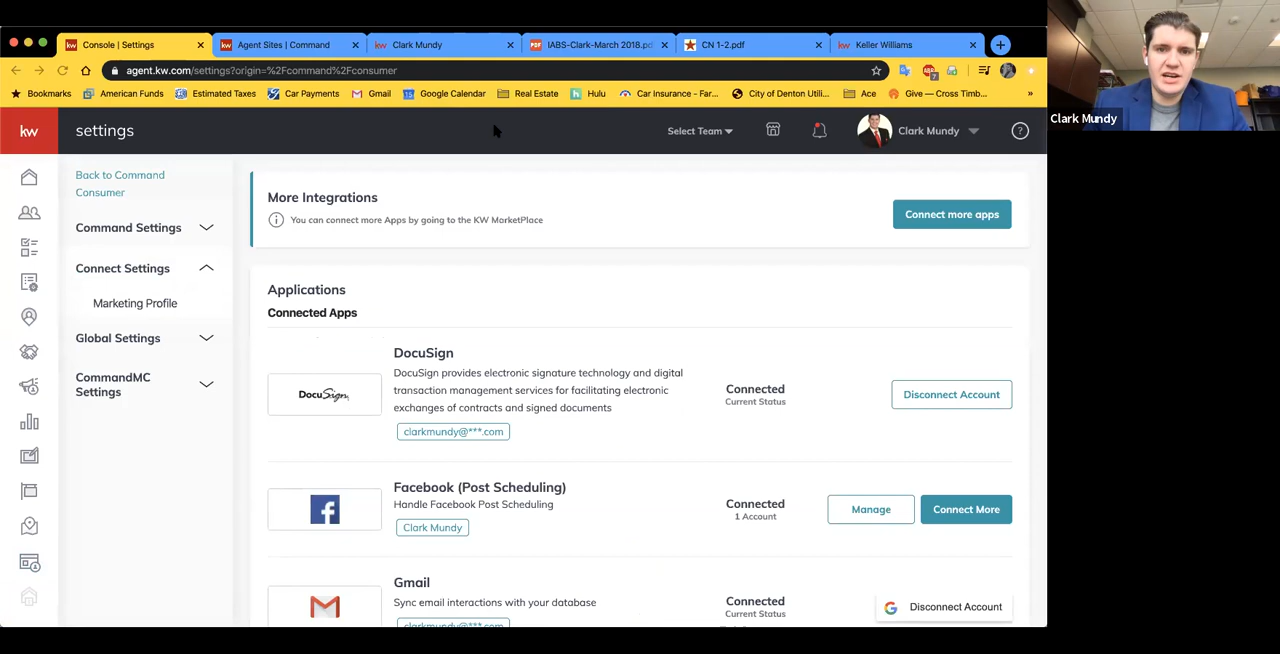 Console | Settings
Agent Sites | Command
Clark Mundy
IABS-Clark-March 2018.pd
CN 1-2.pdf
Keller Williams
agent.kw.com/settings?origin=%2Fcommand%2Fconsumer
Bookmarks
American Funds
Estimated Taxes
Car Payments
Gmail
Google Calendar
Real Estate
Hulu
Car Insurance - Far...
City of Denton Utili...
Ace
Give — Cross Timb...
kw
settings
Select Team
Clark Mundy
Clark Mundy
Back to Command
Consumer
Command Settings
Connect Settings
Marketing Profile
Global Settings
CommandMC
Settings
More Integrations
You can connect more Apps by going to the KW MarketPlace
Connect more apps
Applications
Connected Apps
DocuSign
DocuSign
DocuSign provides electronic signature technology and digital
transaction management services for facilitating electronic
exchanges of contracts and signed documents
clarkmundy@***.com
Connected
Current Status
Disconnect Account
Facebook (Post Scheduling)
Handle Facebook Post Scheduling
Clark Mundy
Connected
1 Account
Manage
Connect More
Gmail
Sync email interactions with your database
clarkmundy@***.com
Connected
Current Status
Disconnect Account